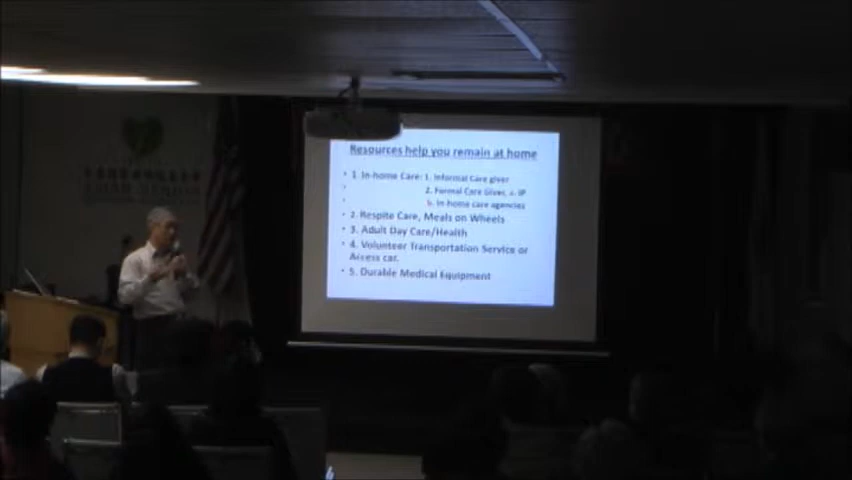 Resources help you remain at home
• 1. In-home Care: 1. Informal Care giver
• 2. Formal Care Giver, a. IP
• b. In-home care agencies
• 2. Respite Care, Meals on Wheels
• 3. Adult Day Care/Health
• 4. Volunteer Transportation Service or
Access car.
• 5. Durable Medical Equipment